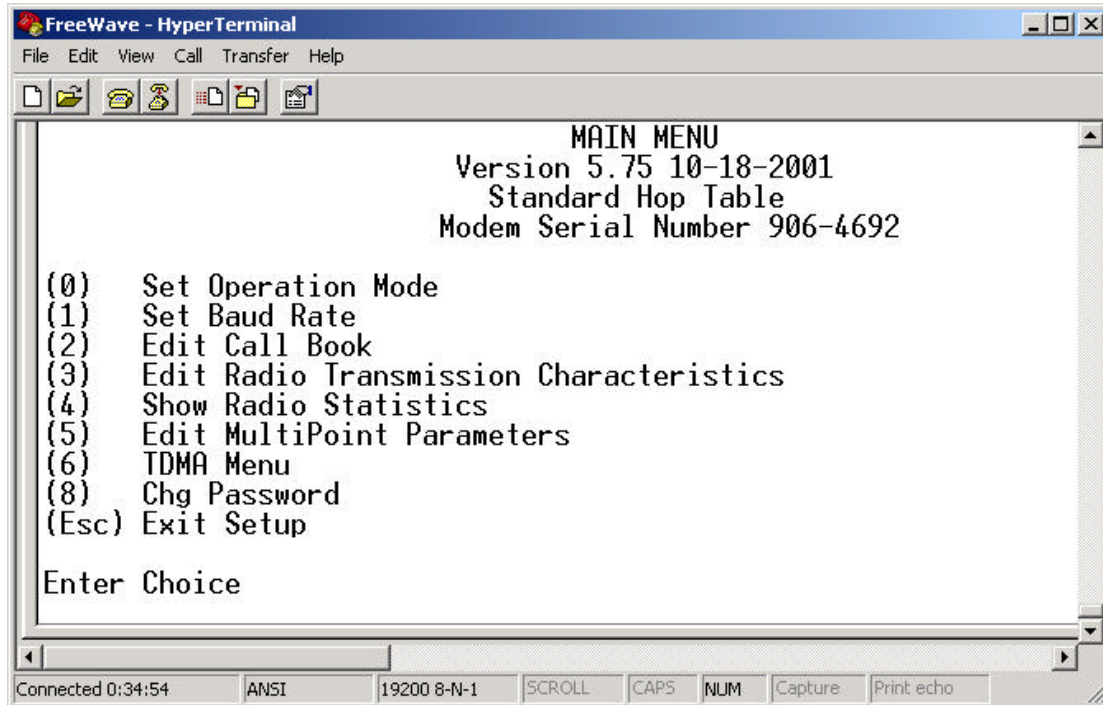 FreeWave - HyperTerminal
File Edit View Call Transfer Help
MAIN MENU
Version 5.75 10-18-2001
Standard Hop Table
Modem Serial Number 906-4692
(0) Set Operation Mode
(1) Set Baud Rate
(2) Edit Call Book
(3) Edit Radio Transmission Characteristics
(4) Show Radio Statistics
(5) Edit MultiPoint Parameters
(6) TDMA Menu
(8) Chg Password
(Esc) Exit Setup
Enter Choice
Connected 0:34:54 ANSI 19200 8-N-1 SCROLL CAPS NUM Capture Print echo